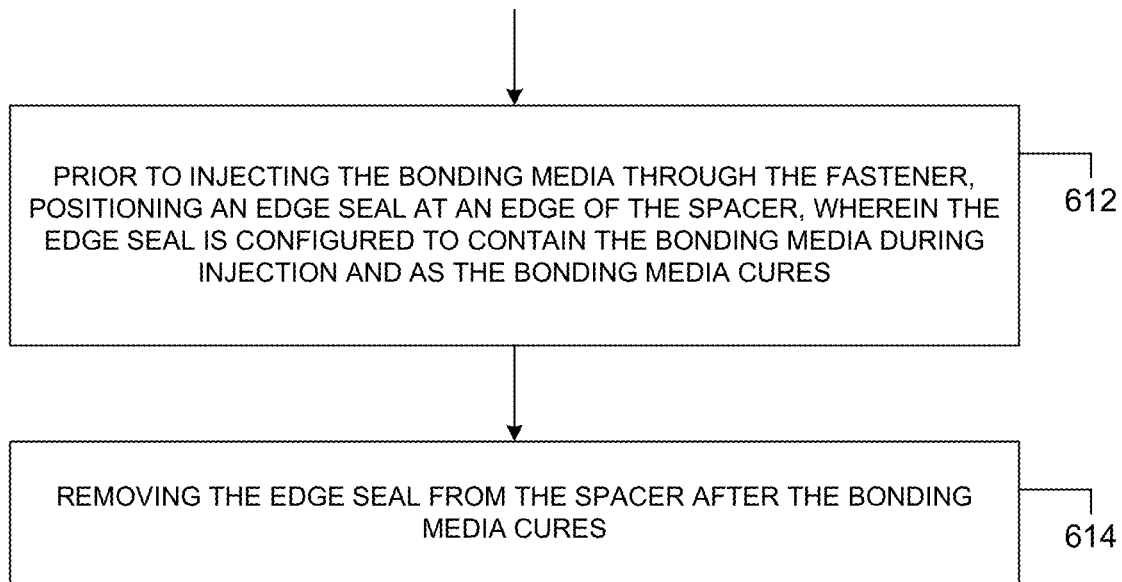 PRIOR TO INJECTING THE BONDING MEDIA THROUGH THE FASTENER,
POSITIONING AN EDGE SEAL AT AN EDGE OF THE SPACER, WHEREIN THE
EDGE SEAL IS CONFIGURED TO CONTAIN THE BONDING MEDIA DURING
INJECTION AND AS THE BONDING MEDIA CURES
612
REMOVING THE EDGE SEAL FROM THE SPACER AFTER THE BONDING
MEDIA CURES
614